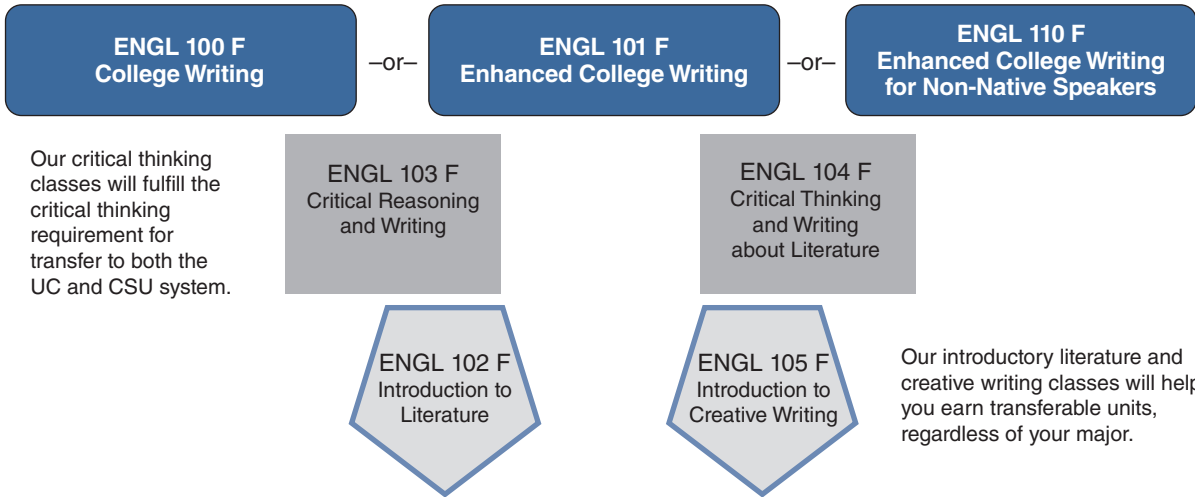 ENGL 100 F
College Writing
–or–
ENGL 101 F
Enhanced College Writing
–or–
ENGL 110 F
Enhanced College Writing
for Non-Native Speakers
Our critical thinking
classes will fulfill the
critical thinking
requirement for
transfer to both the
UC and CSU system.
ENGL 103 F
Critical Reasoning
and Writing
ENGL 104 F
Critical Thinking
and Writing
about Literature
ENGL 102 F
Introduction to
Literature
ENGL 105 F
Introduction to
Creative Writing
Our introductory literature and
creative writing classes will help
you earn transferable units,
regardless of your major.